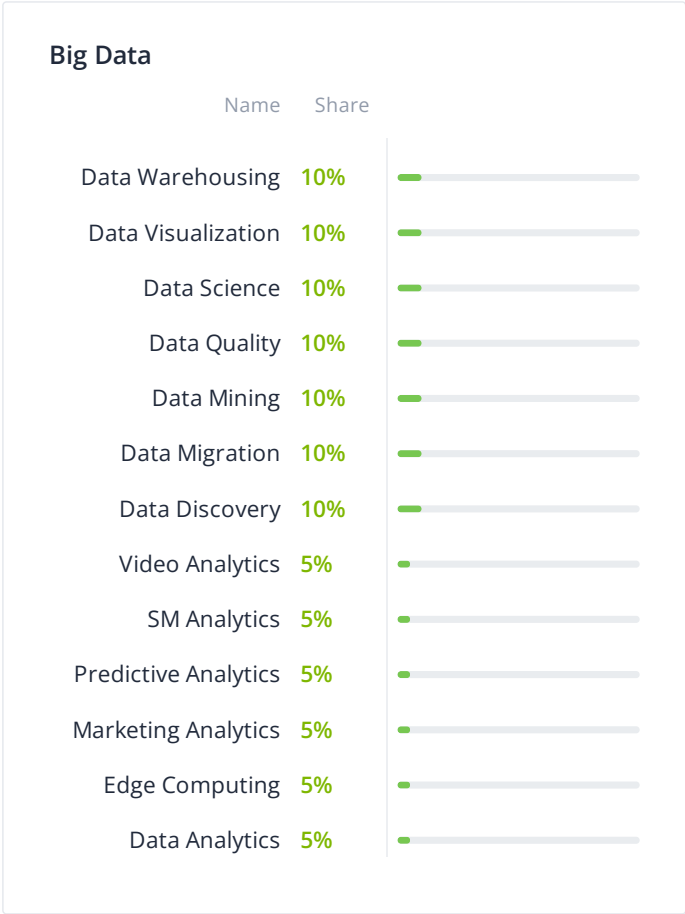 Big Data
Name Share
Data Warehousing 10%
Data Visualization 10%
Data Science 10%
Data Quality 10%
Data Mining 10%
Data Migration 10%
Data Discovery 10%
Video Analytics 5%
SM Analytics 5%
Predictive Analytics 5%
Marketing Analytics 5%
Edge Computing 5%
Data Analytics 5%